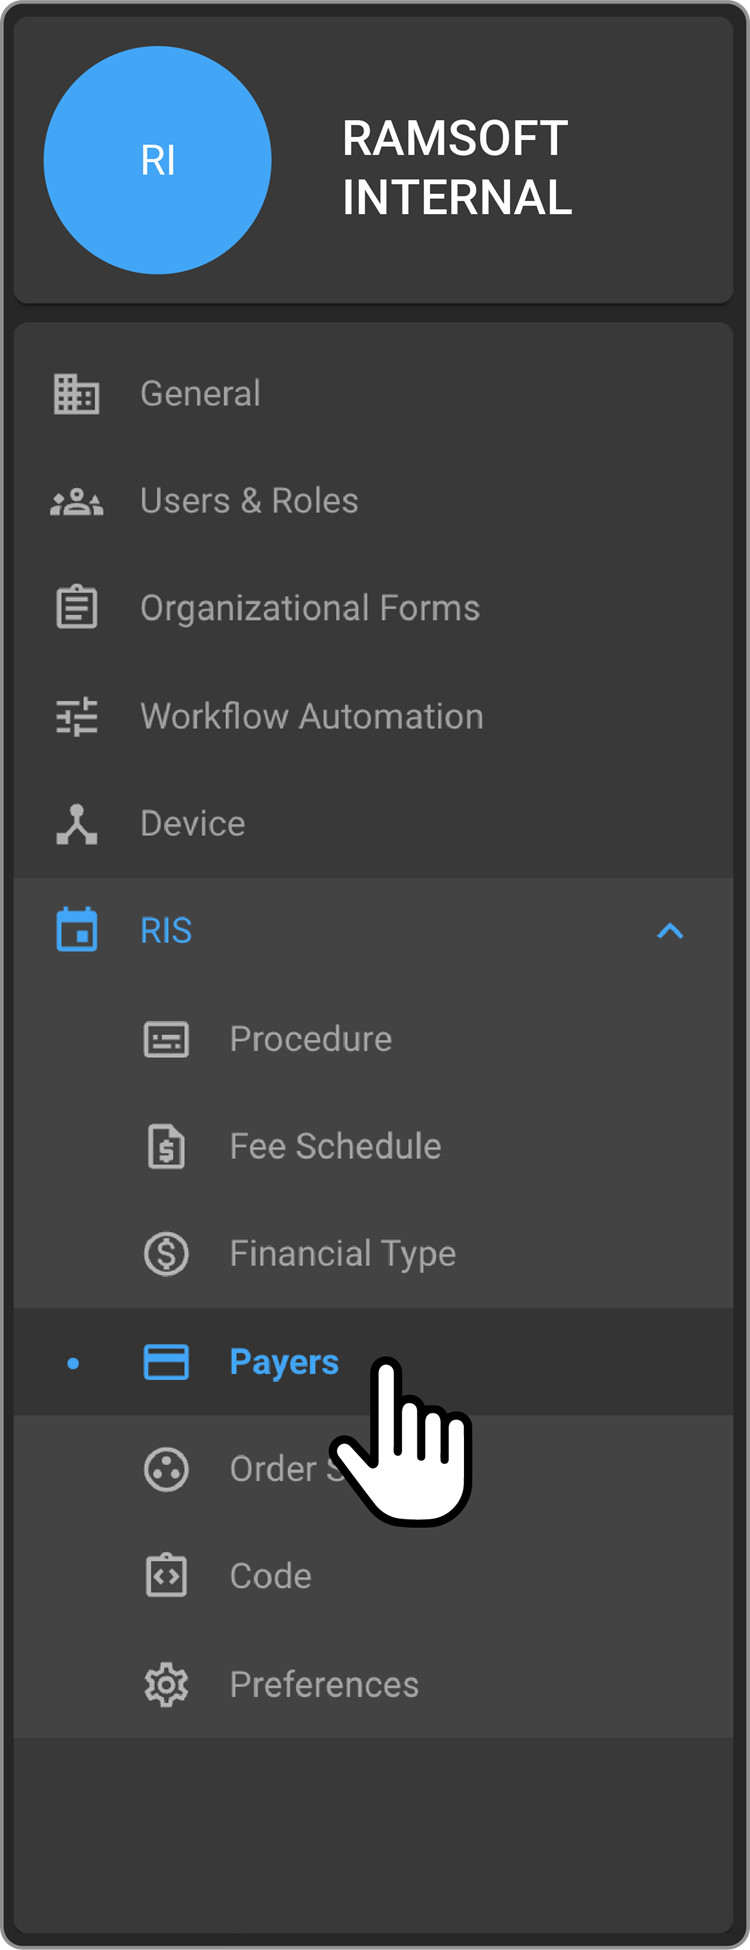 RI
RAMSOFT
INTERNAL
General
Users & Roles
Organizational Forms
Workflow Automation
Device
RIS
Procedure
Fee Schedule
Financial Type
Payers
Order
Code
Preferences